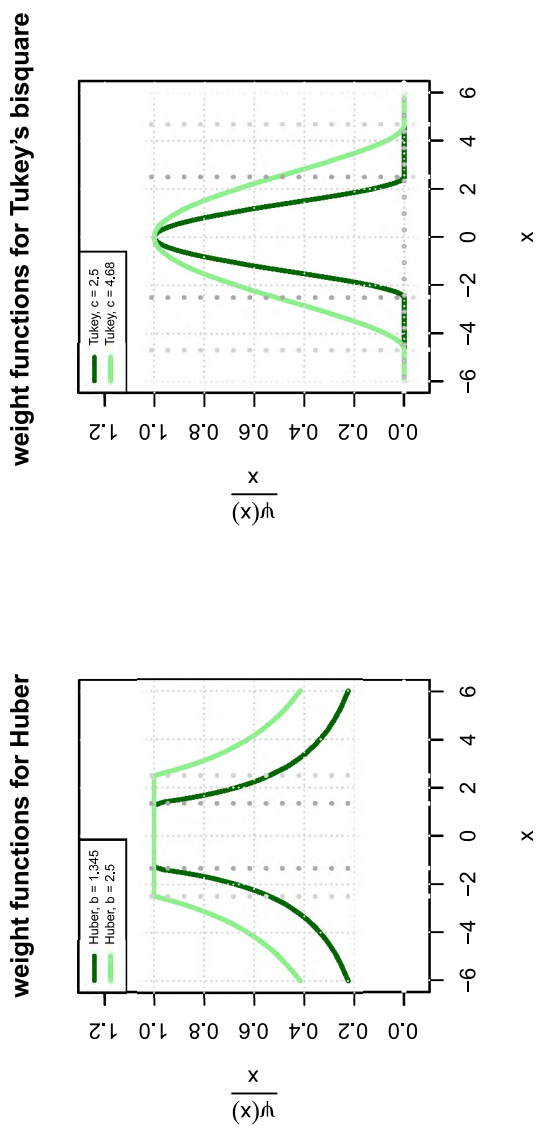 weight functions for Huber
Huber, b = 1.345
Huber, b = 2.5
ψ(x)
x
0.0 0.2 0.4 0.6 0.8 1.0 1.2
−6 −4 −2 0 2 4 6
x
weight functions for Tukey's bisquare
Tukey, c = 2.5
Tukey, c = 4.68
ψ(x)
x
0.0 0.2 0.4 0.6 0.8 1.0 1.2
−6 −4 −2 0 2 4 6
x